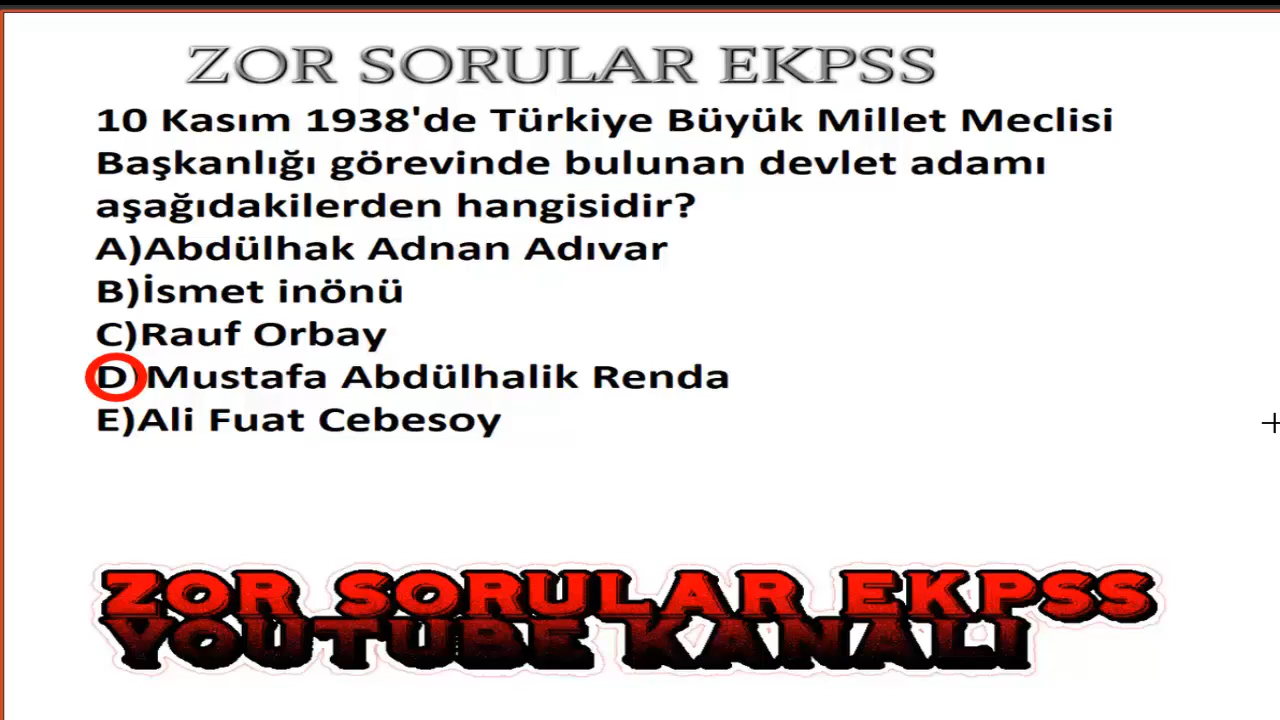 ZOR SORULAR EKPSS
10 Kasım 1938'de Türkiye Büyük Millet Meclisi
Başkanlığı görevinde bulunan devlet adamı
aşağıdakilerden hangisidir?
A)Abdülhak Adnan Adıvar
B)İsmet inönü
C)Rauf Orbay
D)Mustafa Abdülhalik Renda
E)Ali Fuat Cebesoy
ZOR SORULAR EKPSS
YOUTUBE KANALI